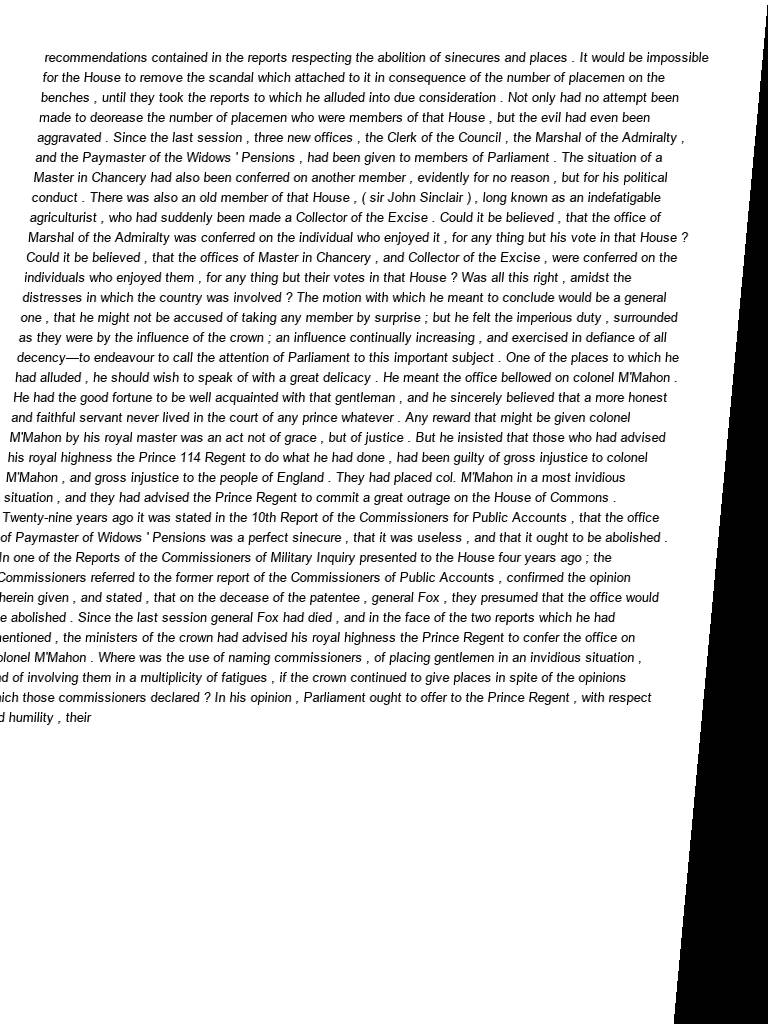 recommendations contained in the reports respecting the abolition of sinecures and places . It would be impossible
for the House to remove the scandal which attached to it in consequence of the number of placemen on the
benches , until they took the reports to which he alluded into due consideration . Not only had no attempt been
made to deorease the number of placemen who were members of that House , but the evil had even been
aggravated . Since the last session , three new offices , the Clerk of the Council , the Marshal of the Admiralty ,
and the Paymaster of the Widows ' Pensions , had been given to members of Parliament . The situation of a
Master in Chancery had also been conferred on another member , evidently for no reason , but for his political
conduct . There was also an old member of that House , ( sir John Sinclair ) , long known as an indefatigable
agriculturist , who had suddenly been made a Collector of the Excise . Could it be believed , that the office of
Marshal of the Admiralty was conferred on the individual who enjoyed it , for any thing but his vote in that House ?
Could it be believed , that the offices of Master in Chancery , and Collector of the Excise , were conferred on the
individuals who enjoyed them , for any thing but their votes in that House ? Was all this right , amidst the
distresses in which the country was involved ? The motion with which he meant to conclude would be a general
one , that he might not be accused of taking any member by surprise ; but he felt the imperious duty , surrounded
as they were by the influence of the crown ; an influence continually increasing , and exercised in defiance of all
decency—to endeavour to call the attention of Parliament to this important subject . One of the places to which he
had alluded , he should wish to speak of with a great delicacy . He meant the office bellowed on colonel M'Mahon .
He had the good fortune to be well acquainted with that gentleman , and he sincerely believed that a more honest
and faithful servant never lived in the court of any prince whatever . Any reward that might be given colonel
M'Mahon by his royal master was an act not of grace , but of justice . But he insisted that those who had advised
his royal highness the Prince 114 Regent to do what he had done , had been guilty of gross injustice to colonel
M'Mahon , and gross injustice to the people of England . They had placed col. M'Mahon in a most invidious
situation , and they had advised the Prince Regent to commit a great outrage on the House of Commons .
Twenty-nine years ago it was stated in the 10th Report of the Commissioners for Public Accounts , that the office
of Paymaster of Widows ' Pensions was a perfect sinecure , that it was useless , and that it ought to be abolished .
In one of the Reports of the Commissioners of Military Inquiry presented to the House four years ago ; the
Commissioners referred to the former report of the Commissioners of Public Accounts , confirmed the opinion
herein given , and stated , that on the decease of the patentee , general Fox , they presumed that the office would
e abolished . Since the last session general Fox had died , and in the face of the two reports which he had
entioned , the ministers of the crown had advised his royal highness the Prince Regent to confer the office on
olonel M'Mahon . Where was the use of naming commissioners , of placing gentlemen in an invidious situation ,
d of involving them in a multiplicity of fatigues , if the crown continued to give places in spite of the opinions
ich those commissioners declared ? In his opinion , Parliament ought to offer to the Prince Regent , with respect
d humility , their